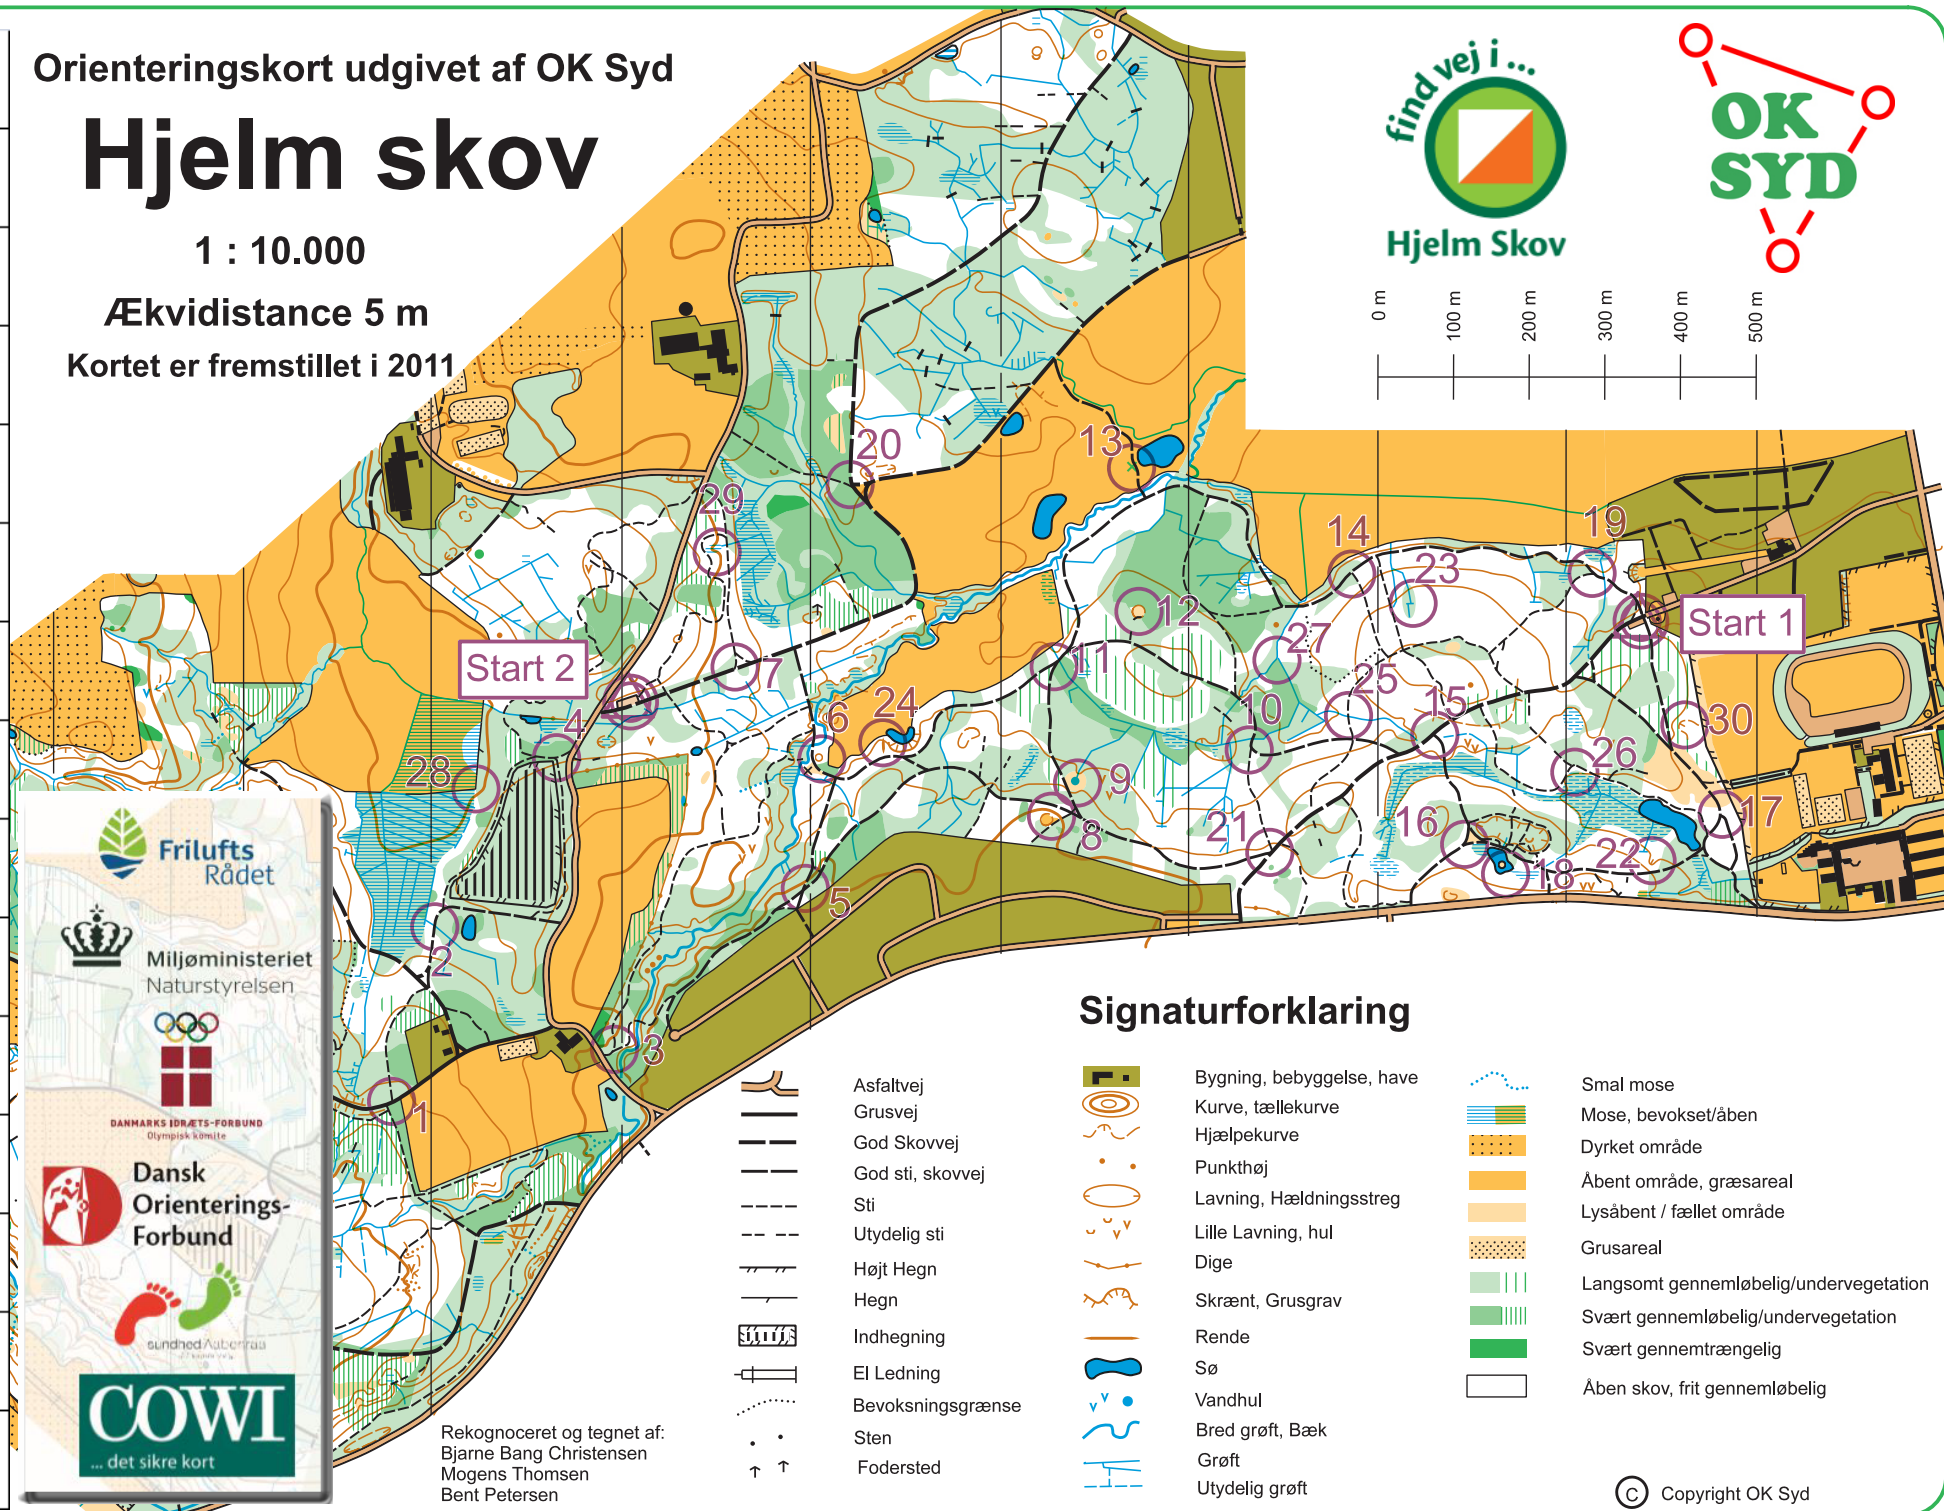 Orienteringskort udgivet af OK Syd
Hjelm skov
1 : 10.000
Ækvidistance 5 m
Kortet er fremstillet i 2011
find vej i ...
Hjelm Skov
OK
SYD
0 m
100 m
200 m
300 m
400 m
500 m
20
13
29
14
19
23
12
Start 1
27
11
Start 2
7
25
24
6
4
10
15
30
26
28
9
17
8
21
16
22
18
5
2
3
1
Frilufts
Rådet
Miljøministeriet
Naturstyrelsen
DANMARKS IDRÆTS-FORBUND
Olympisk komite
Dansk
Orienterings-
Forbund
sundhed Aabenraa
COWI
... det sikre kort
Rekognoceret og tegnet af:
Bjarne Bang Christensen
Mogens Thomsen
Bent Petersen
Signaturforklaring
Asfaltvej
Grusvej
God Skovvej
God sti, skovvej
Sti
Utydelig sti
Højt Hegn
Hegn
Indhegning
El Ledning
Bevoksningsgrænse
Sten
Fodersted
Bygning, bebyggelse, have
Kurve, tællekurve
Hjælpekurve
Punkthøj
Lavning, Hældningsstreg
Lille Lavning, hul
Dige
Skrænt, Grusgrav
Rende
Sø
Vandhul
Bred grøft, Bæk
Grøft
Utydelig grøft
Smal mose
Mose, bevokset/åben
Dyrket område
Åbent område, græsareal
Lysåbent / fællet område
Grusareal
Langsomt gennemløbelig/undervegetation
Svært gennemløbelig/undervegetation
Svært gennemtrængelig
Åben skov, frit gennemløbelig
C Copyright OK Syd